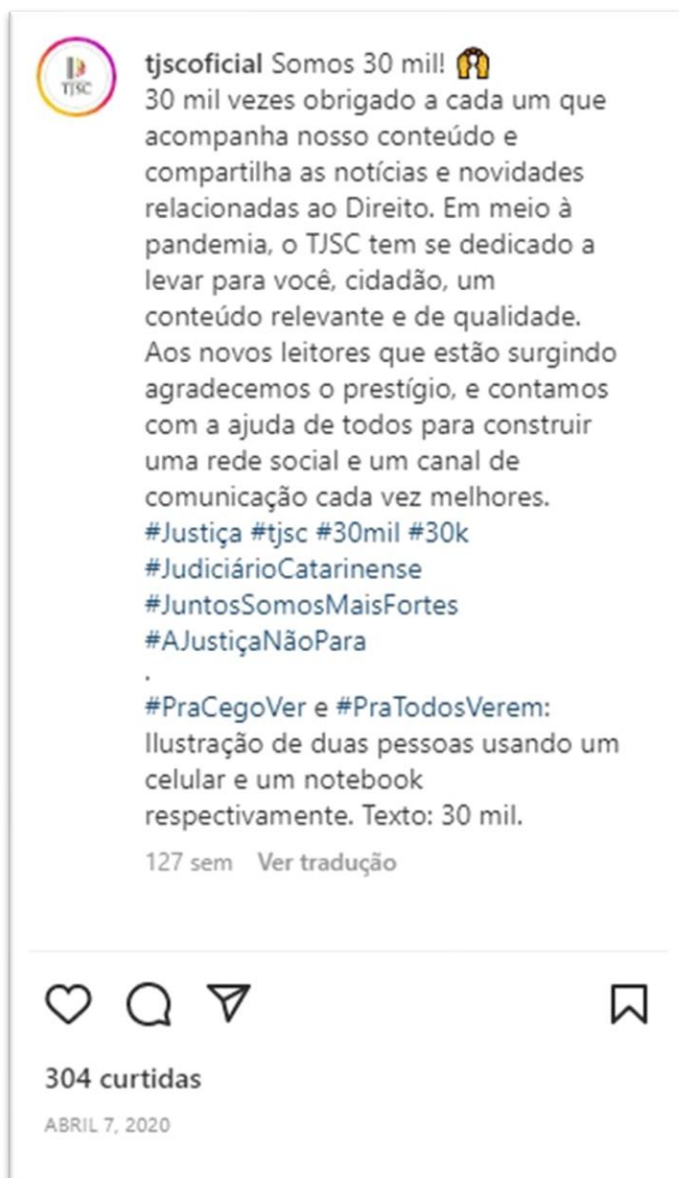 TJSC
tjscoficial Somos 30 mil! 🙌
30 mil vezes obrigado a cada um que
acompanha nosso conteúdo e
compartilha as notícias e novidades
relacionadas ao Direito. Em meio à
pandemia, o TJSC tem se dedicado a
levar para você, cidadão, um
conteúdo relevante e de qualidade.
Aos novos leitores que estão surgindo
agradecemos o prestígio, e contamos
com a ajuda de todos para construir
uma rede social e um canal de
comunicação cada vez melhores.
#Justiça #tjsc #30mil #30k
#JudiciárioCatarinense
#JuntosSomosMaisFortes
#AJustiçaNãoPara
.
#PraCegoVer e #PraTodosVerem:
Ilustração de duas pessoas usando um
celular e um notebook
respectivamente. Texto: 30 mil.
127 sem Ver tradução
304 curtidas
ABRIL 7, 2020